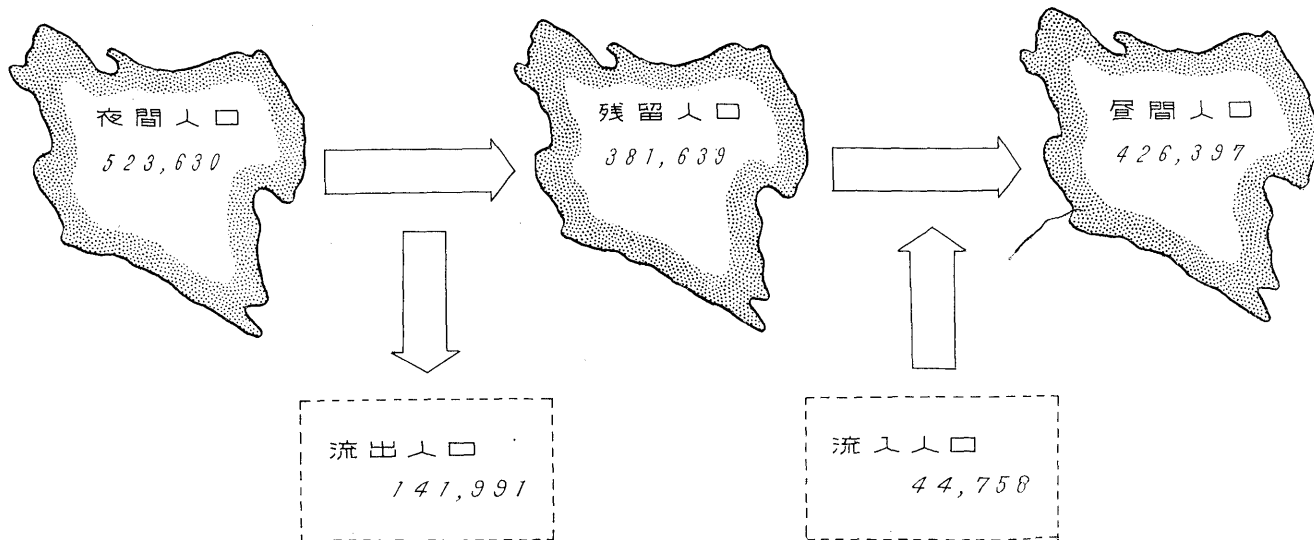 夜間人口
523,630
残留人口
381,639
昼間人口
426,397
流出人口
141,991
流入人口
44,758